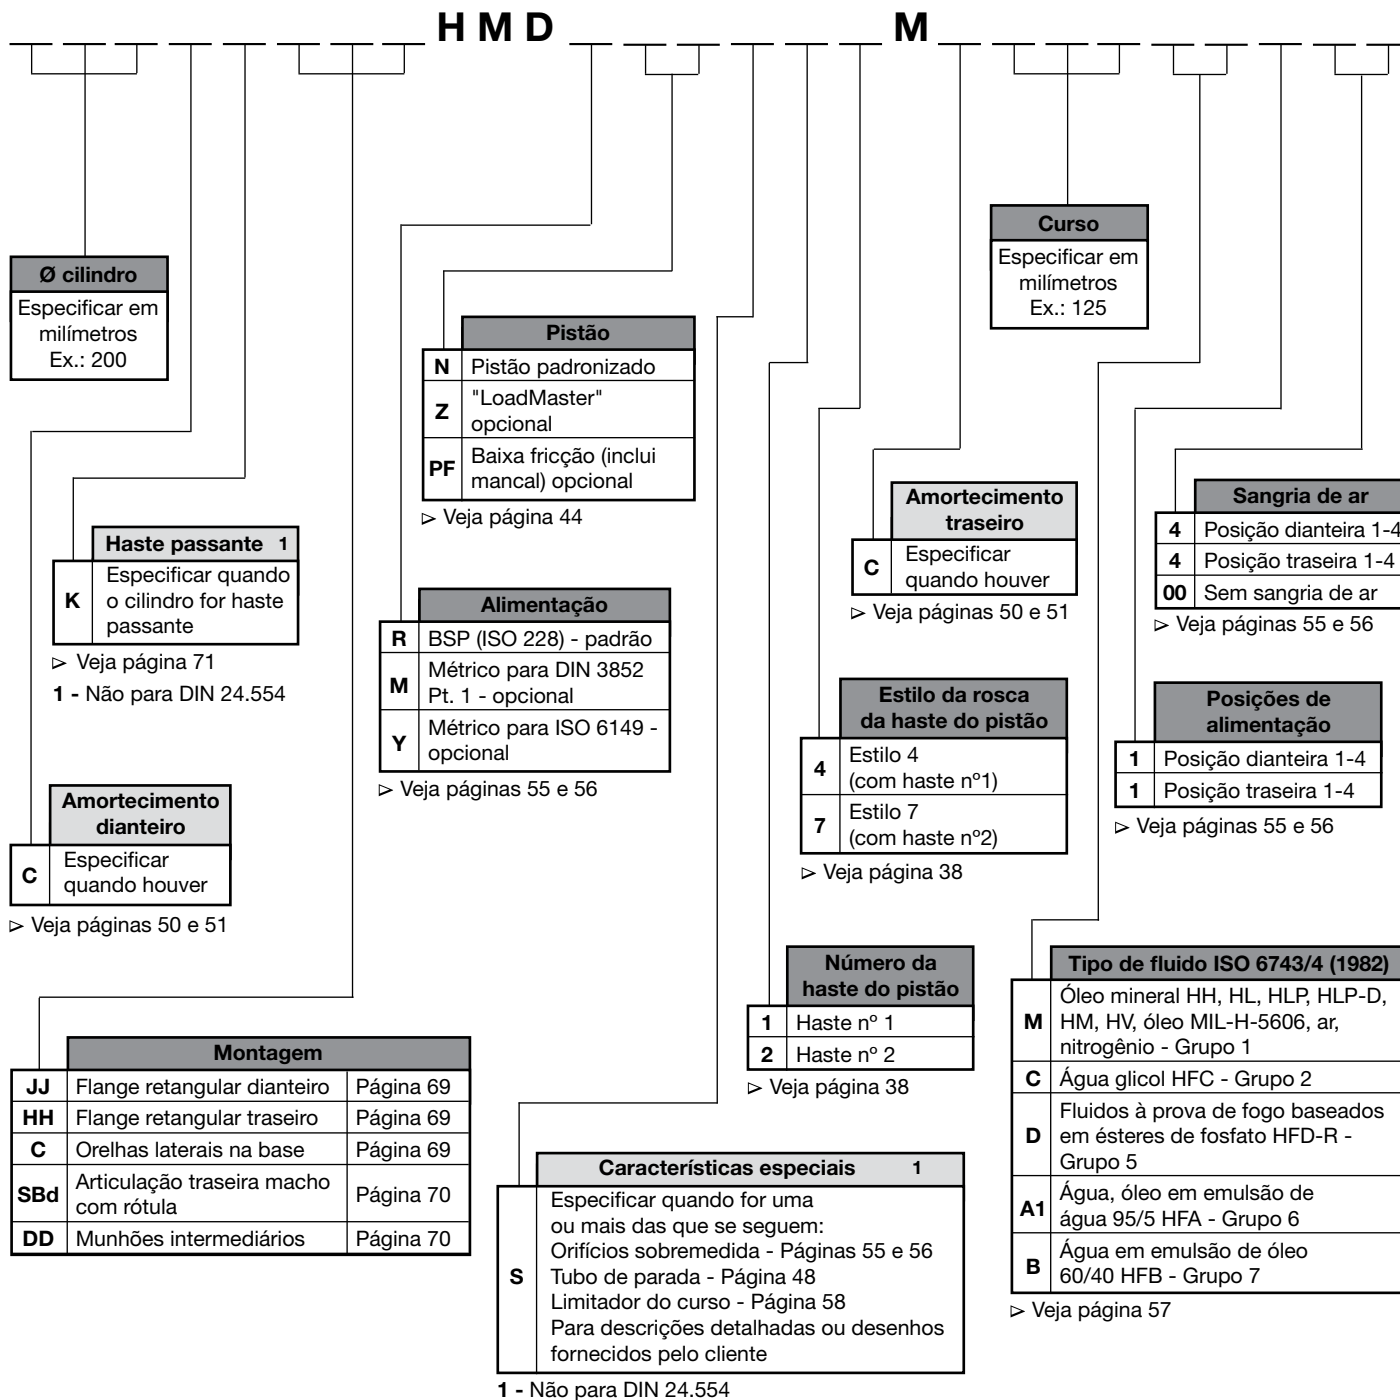 HMD M
Curso
Especificar em
milímetros
Ex.: 125
Ø cilindro
Especificar em
milímetros
Ex.: 200
Pistão
N Pistão padronizado
Z "LoadMaster"
opcional
PF Baixa fricção (inclui
mancal) opcional
▷ Veja página 44
Haste passante 1
K Especificar quando
o cilindro for haste
passante
▷ Veja página 71
1 - Não para DIN 24.554
Alimentação
R BSP (ISO 228) - padrão
M Métrico para DIN 3852
Pt. 1 - opcional
Y Métrico para ISO 6149 -
opcional
▷ Veja páginas 55 e 56
Amortecimento
traseiro
C Especificar
quando houver
▷ Veja páginas 50 e 51
Sangria de ar
4 Posição dianteira 1-4
4 Posição traseira 1-4
00 Sem sangria de ar
▷ Veja páginas 55 e 56
Estilo da rosca
da haste do pistão
4 Estilo 4
(com haste nº1)
7 Estilo 7
(com haste nº2)
▷ Veja página 38
Posições de
alimentação
1 Posição dianteira 1-4
1 Posição traseira 1-4
▷ Veja páginas 55 e 56
Amortecimento
dianteiro
C Especificar
quando houver
▷ Veja páginas 50 e 51
Número da
haste do pistão
1 Haste nº 1
2 Haste nº 2
▷ Veja página 38
Tipo de fluido ISO 6743/4 (1982)
M Óleo mineral HH, HL, HLP, HLP-D,
HM, HV, óleo MIL-H-5606, ar,
nitrogênio - Grupo 1
C Água glicol HFC - Grupo 2
D Fluidos à prova de fogo baseados
em ésteres de fosfato HFD-R -
Grupo 5
A1 Água, óleo em emulsão de
água 95/5 HFA - Grupo 6
B Água em emulsão de óleo
60/40 HFB - Grupo 7
▷ Veja página 57
Montagem
JJ Flange retangular dianteiro Página 69
HH Flange retangular traseiro Página 69
C Orelhas laterais na base Página 69
SBd Articulação traseira macho
com rótula Página 70
DD Munhões intermediários Página 70
Características especiais 1
S Especificar quando for uma
ou mais das que se seguem:
Orifícios sobremedida - Páginas 55 e 56
Tubo de parada - Página 48
Limitador do curso - Página 58
Para descrições detalhadas ou desenhos
fornecidos pelo cliente
1 - Não para DIN 24.554